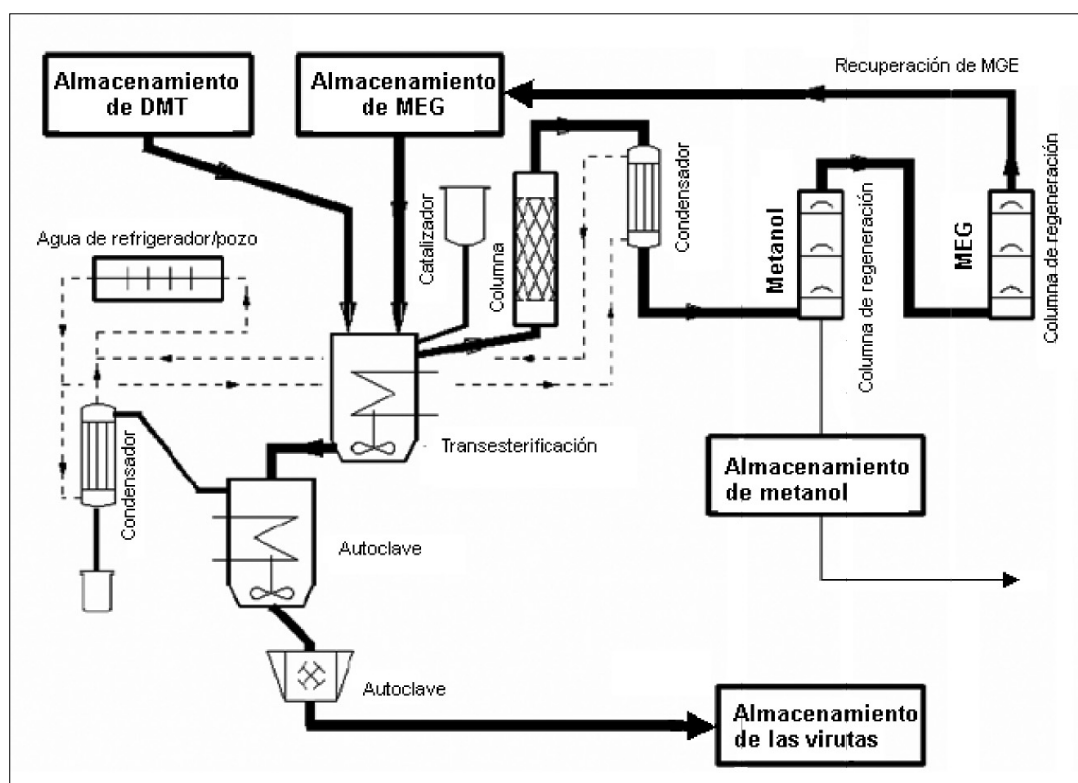 Recuperación de MGE
Almacenamiento
de DMT
Almacenamiento
de MEG
Catalizador
Columna
Condensador
Metanol
Columna de regeneración
MEG
Columna de regeneración
Agua de refrigerador/pozo
Condensador
Transesterificación
Almacenamiento
de metanol
Autoclave
Autoclave
Almacenamiento
de las virutas